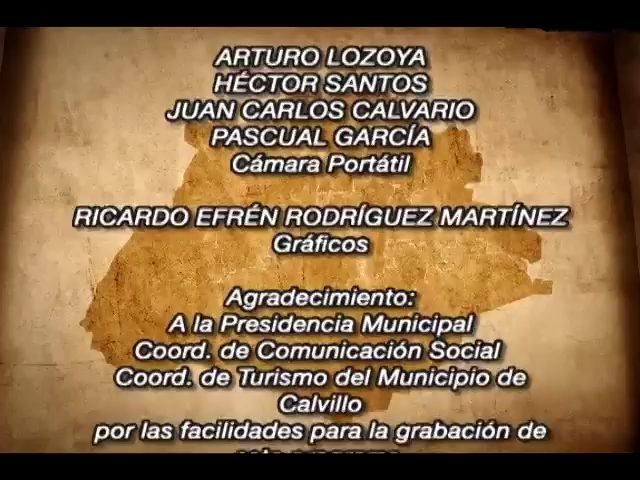 ARTURO LOZOYA
HÉCTOR SANTOS
JUAN CARLOS CALVARIO
PASCUAL GARCÍA
Cámara Portátil
RICARDO EFRÉN RODRÍGUEZ MARTÍNEZ
Gráficos
Agradecimiento:
A la Presidencia Municipal
Coord. de Comunicación Social
Coord. de Turismo del Municipio de
Calvillo
por las facilidades para la grabación de